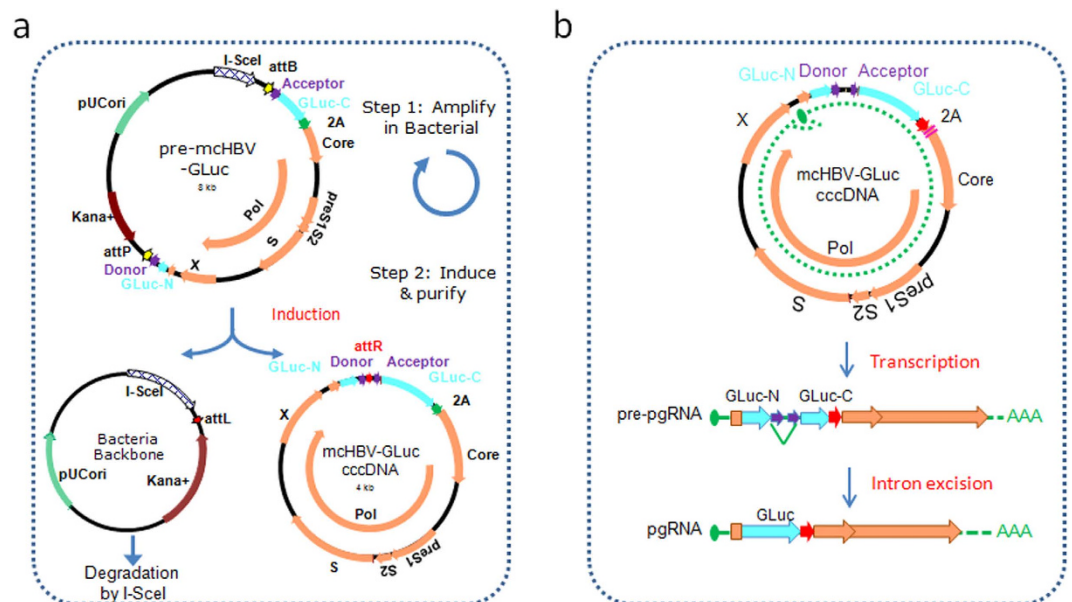 a
I-SceI
attB
Acceptor
GLuc-C
2A
Core
preS1S2
S
X
Pol
pUCori
Kana+
attP
Donor
GLuc-N
pre-mcHBV
-GLuc
8 kb
Step 1: Amplify
in Bacterial
Step 2: Induce
& purify
Induction
I-SceI
attL
Kana+
pUCori
Bacteria
Backbone
Degradation
by I-SceI
attR
GLuc-N
Donor
Acceptor
GLuc-C
2A
Core
preS1
S2
S
X
mcHBV-GLuc
cccDNA
4 kb
Pol
b
GLuc-N
Donor
Acceptor
GLuc-C
2A
Core
preS1
S2
S
X
mcHBV-GLuc
cccDNA
Pol
Transcription
GLuc-N
GLuc-C
pre-pgRNA
AAA
Intron excision
GLuc
pgRNA
AAA